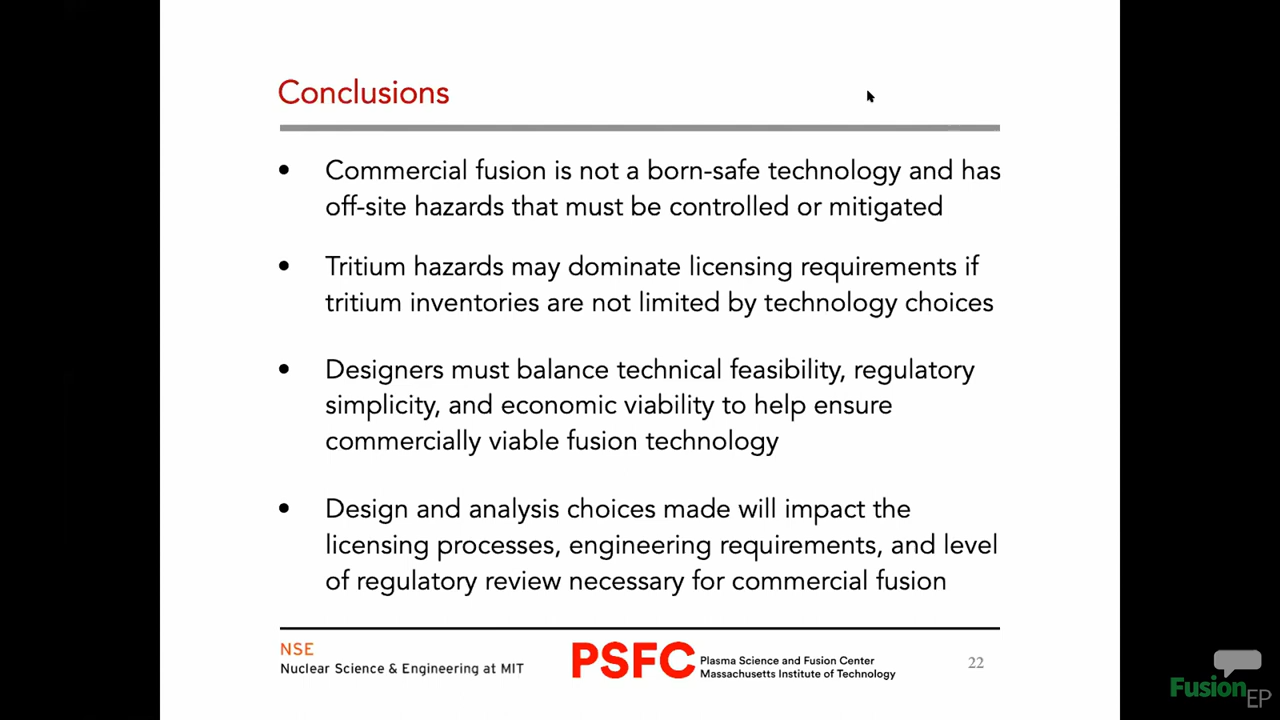 Conclusions
• Commercial fusion is not a born-safe technology and has
off-site hazards that must be controlled or mitigated
• Tritium hazards may dominate licensing requirements if
tritium inventories are not limited by technology choices
• Designers must balance technical feasibility, regulatory
simplicity, and economic viability to help ensure
commercially viable fusion technology
• Design and analysis choices made will impact the
licensing processes, engineering requirements, and level
of regulatory review necessary for commercial fusion
NSE
Nuclear Science & Engineering at MIT
PSFC
Plasma Science and Fusion Center
Massachusetts Institute of Technology
22
Fusion
EP